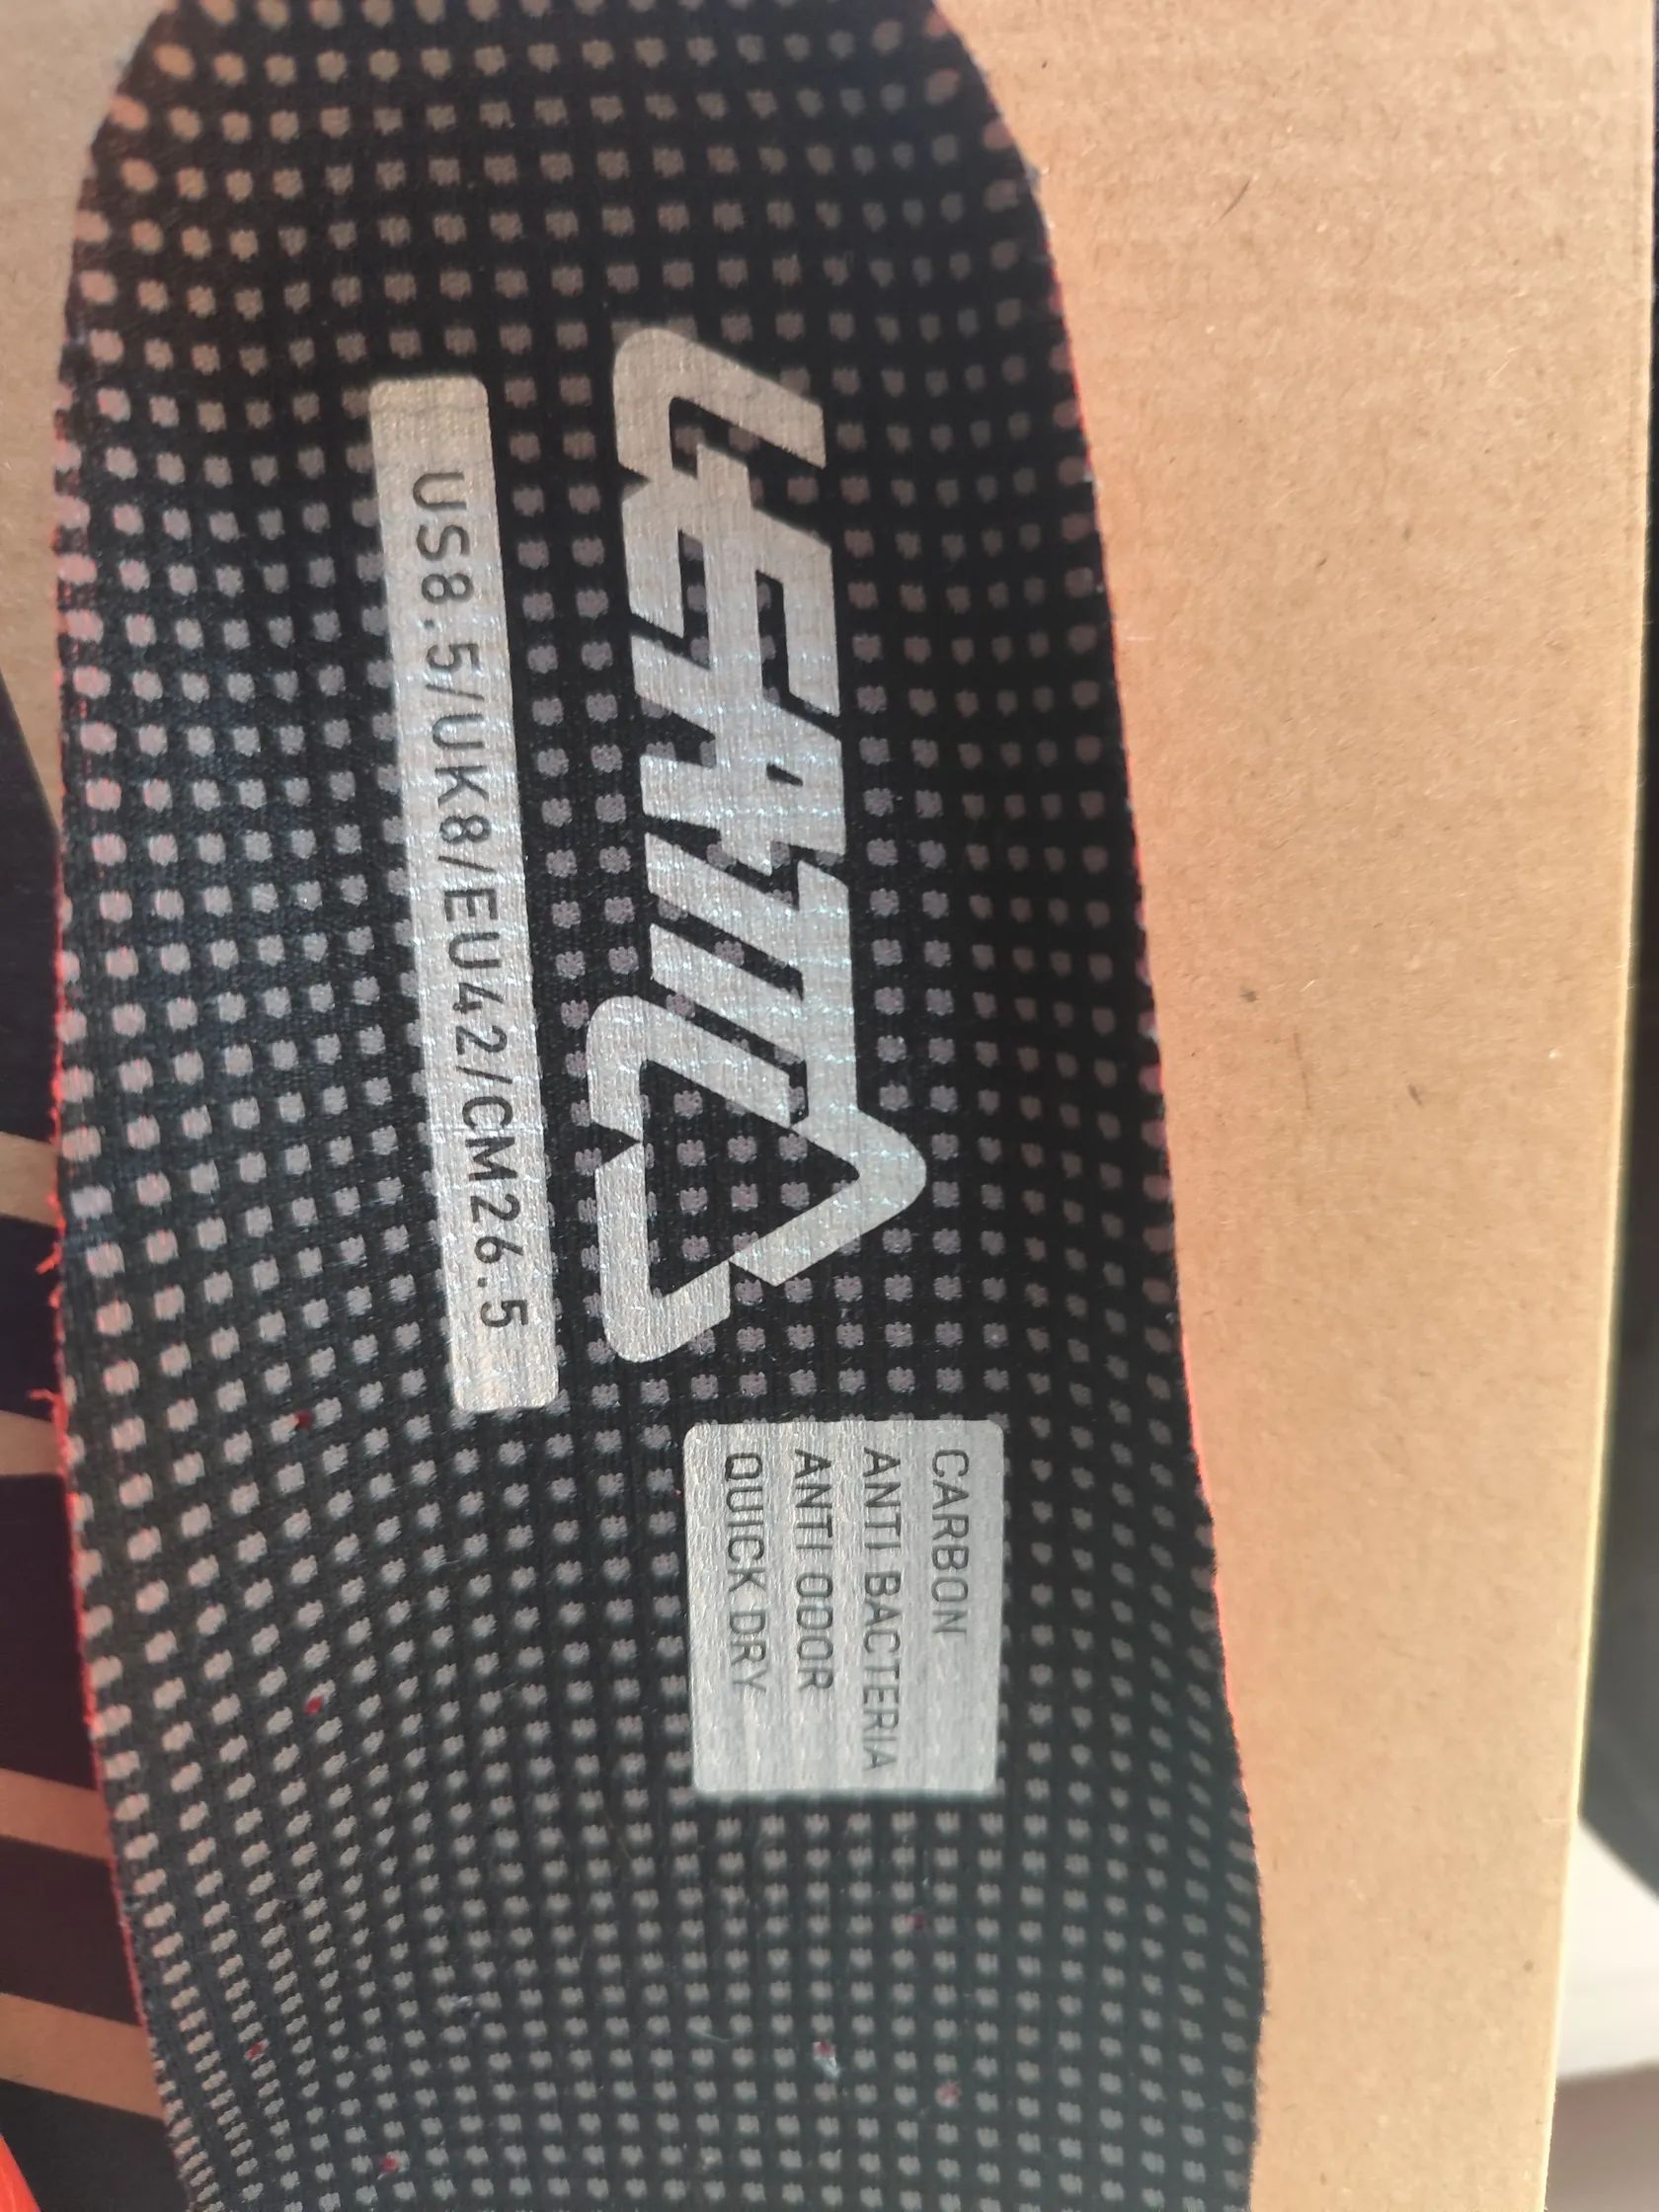 LEATT
US8.5/UK8/EU42/CM26.5
CARBON
ANTI BACTERIA
ANTI ODOR
QUICK DRY